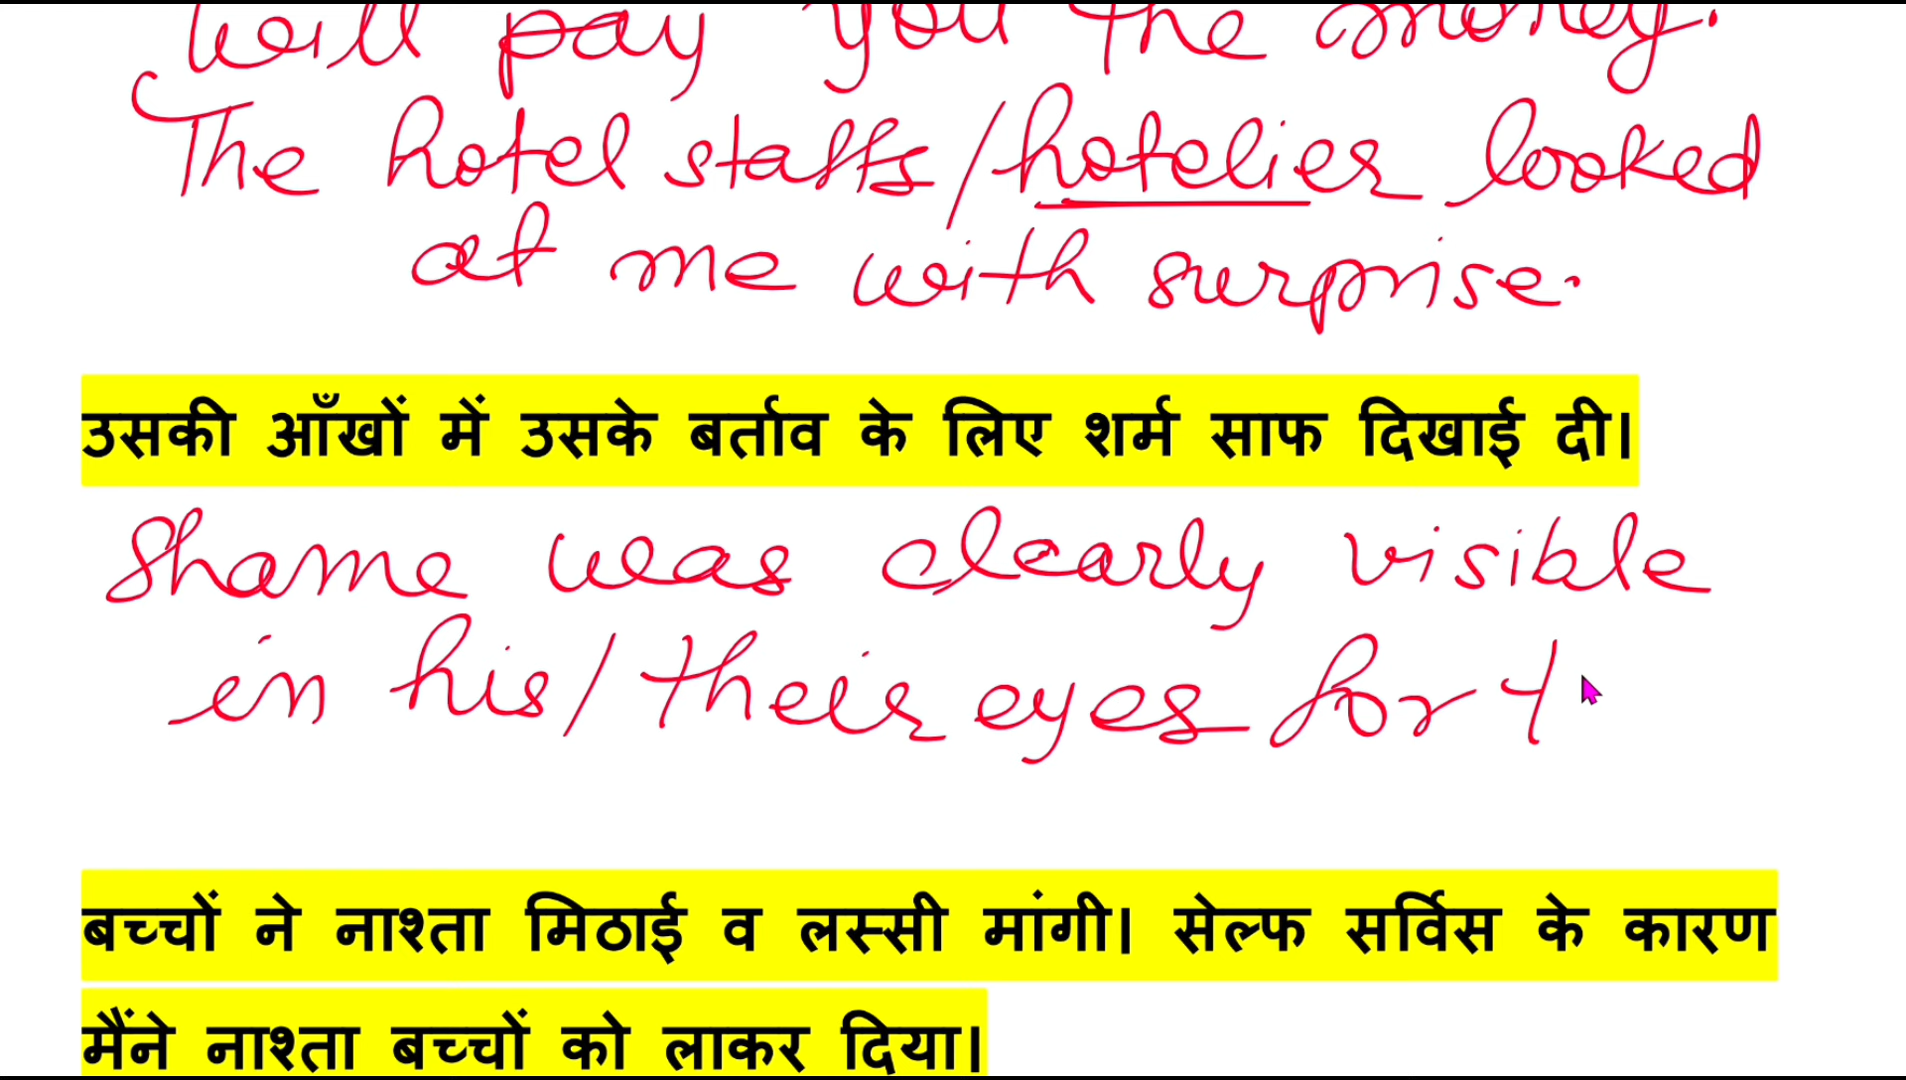 will pay you the money.
The hotel staffs/hotelier looked
at me with surprise.
उसकी आँखों में उसके बर्ताव के लिए शर्म साफ दिखाई दी।
Shame was clearly visible
in his/their eyes for t
बच्चों ने नाश्ता मिठाई व लस्सी मांगी। सेल्फ सर्विस के कारण
मैंने नाश्ता बच्चों को लाकर दिया।